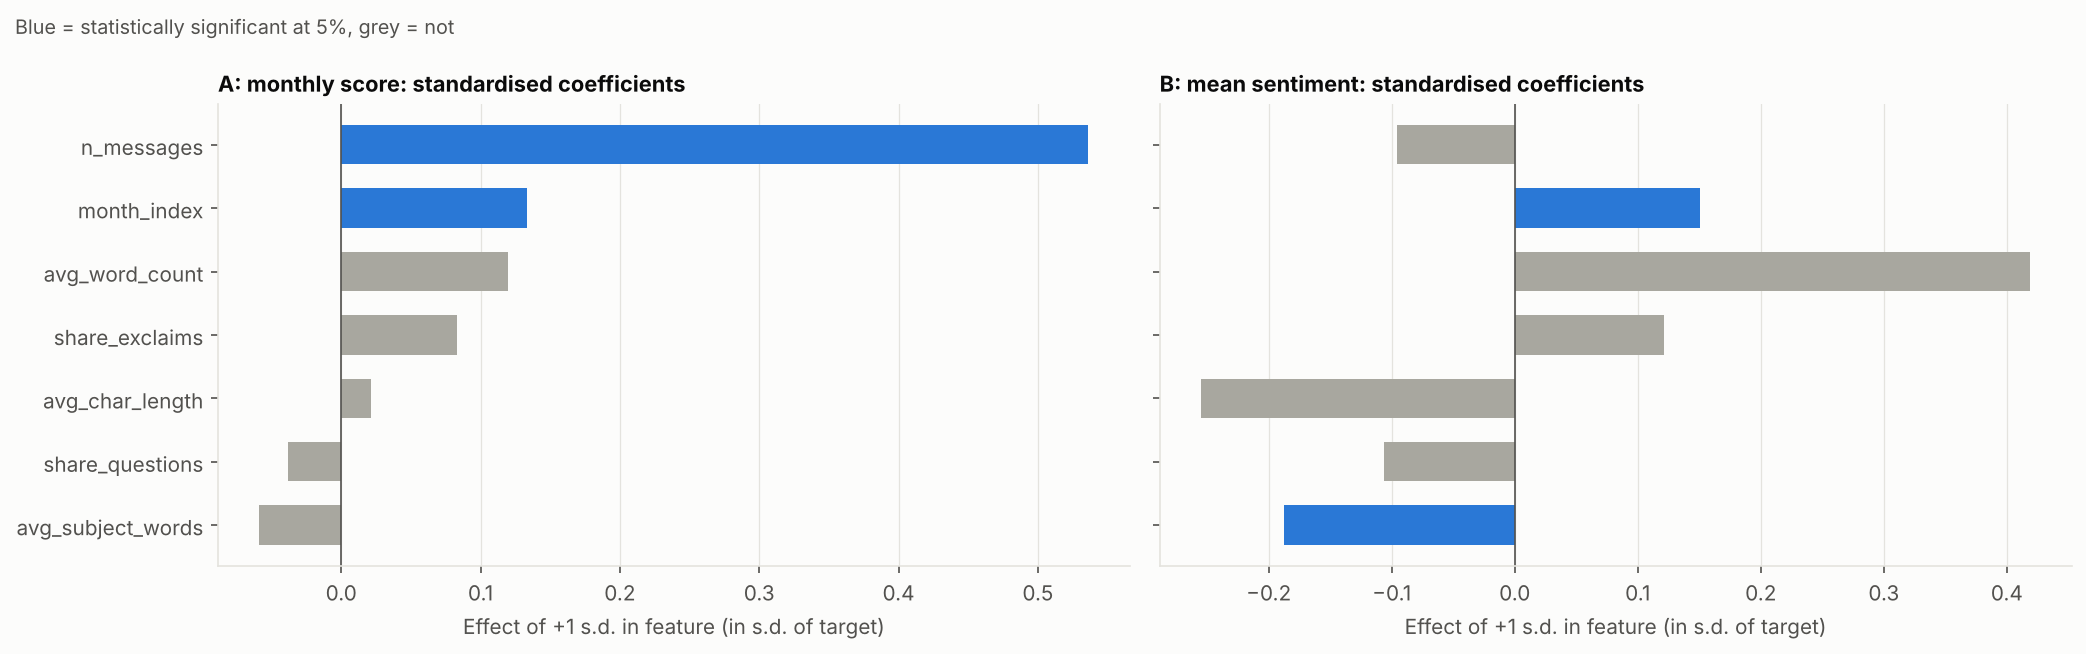 Blue = statistically significant at 5%, grey = not
A: monthly score: standardised coefficients
B: mean sentiment: standardised coefficients
n_messages
month_index
avg_word_count
share_exclaims
avg_char_length
share_questions
avg_subject_words
0.0 0.1 0.2 0.3 0.4 0.5
Effect of +1 s.d. in feature (in s.d. of target)
−0.2 −0.1 0.0 0.1 0.2 0.3 0.4
Effect of +1 s.d. in feature (in s.d. of target)